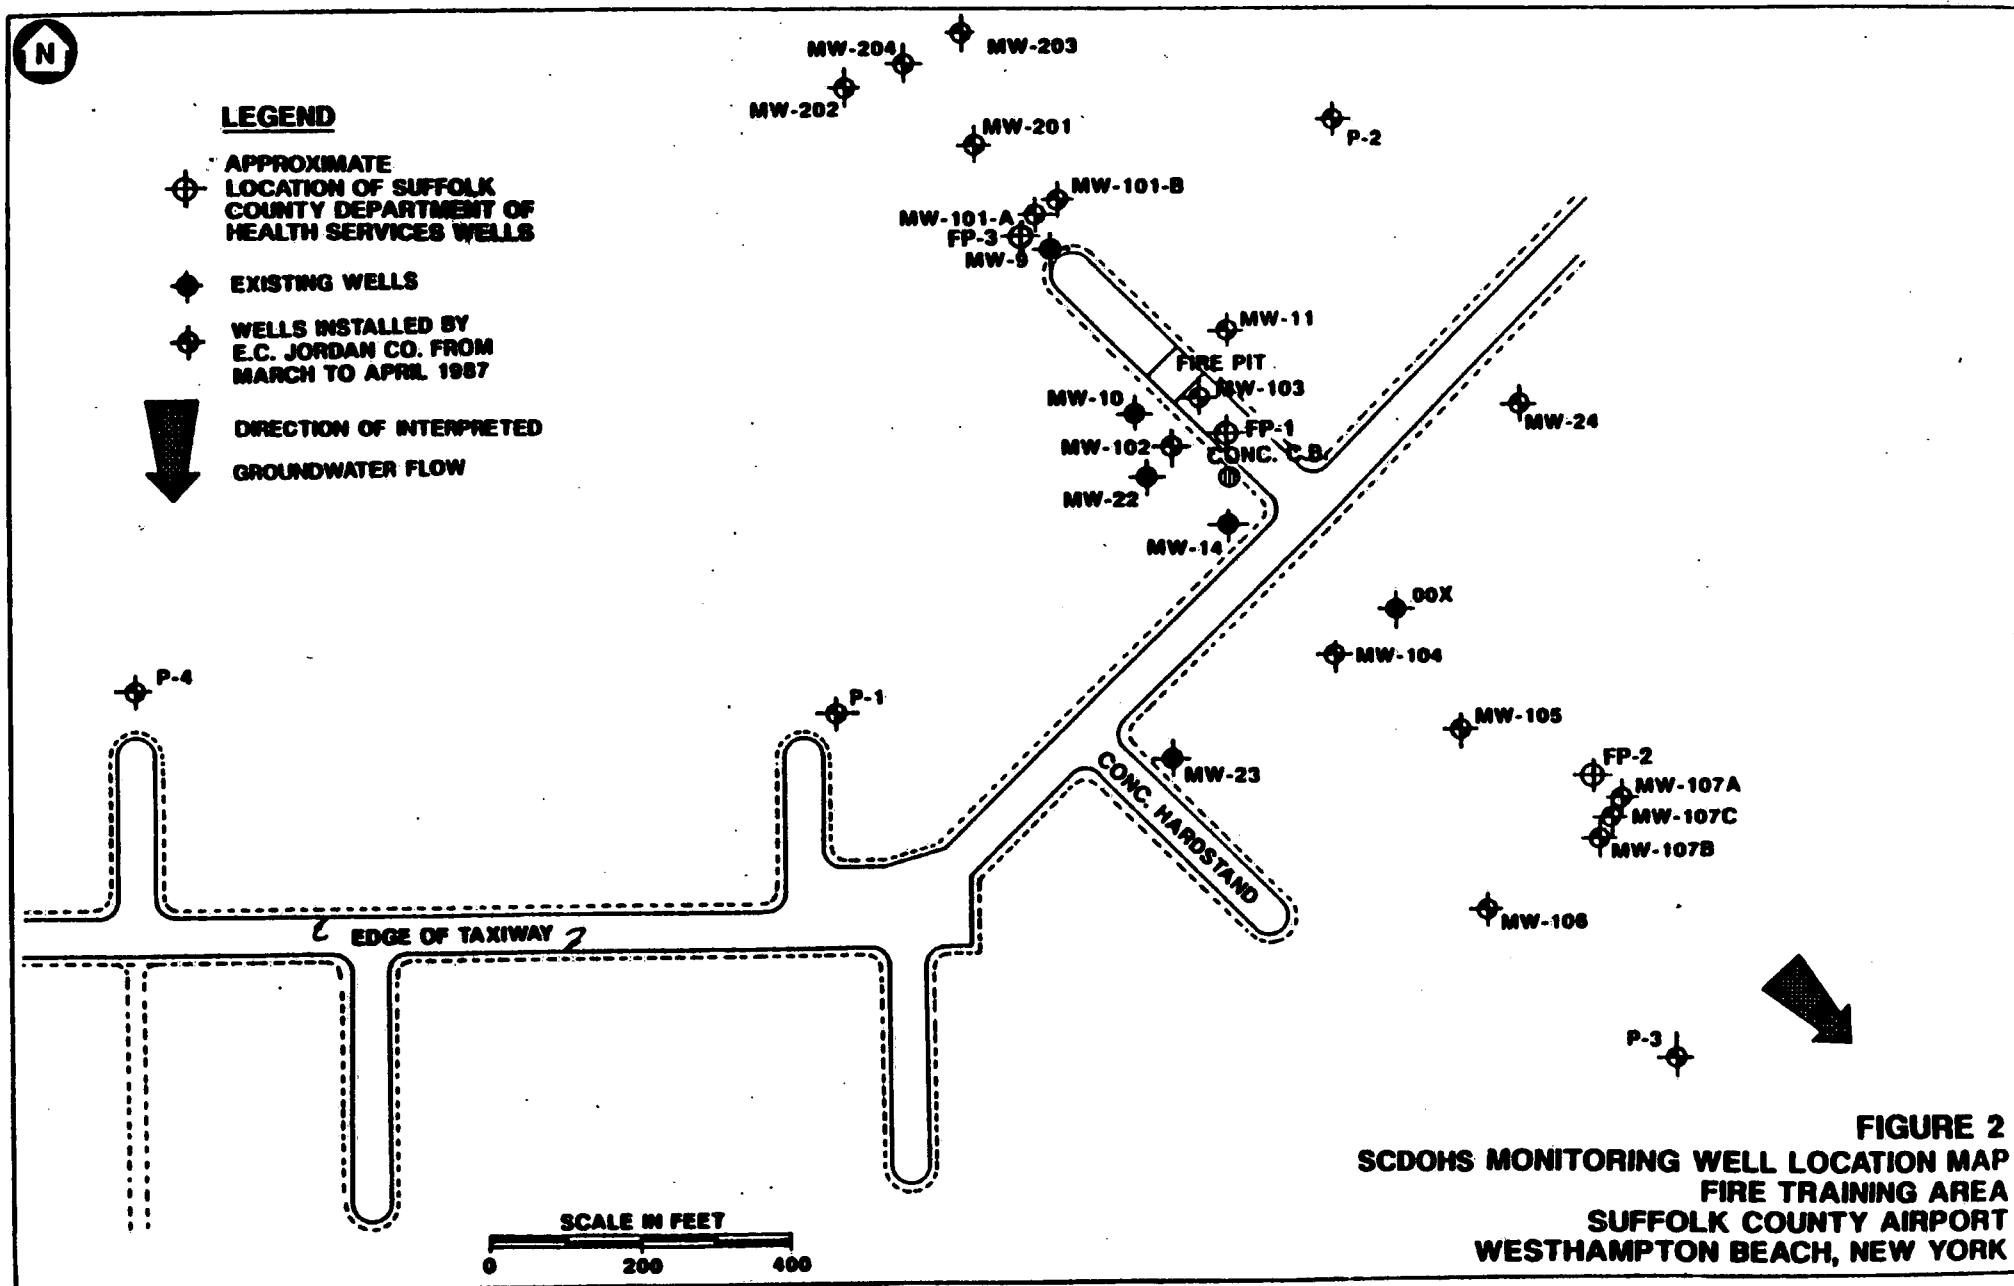 N
LEGEND
APPROXIMATE
LOCATION OF SUFFOLK
COUNTY DEPARTMENT OF
HEALTH SERVICES WELLS
EXISTING WELLS
WELLS INSTALLED BY
E.C. JORDAN CO. FROM
MARCH TO APRIL 1987
DIRECTION OF INTERPRETED
GROUNDWATER FLOW
MW-204
MW-203
MW-202
MW-201
P-2
MW-101-B
MW-101-A
FP-3
MW-9
MW-11
FIRE PIT
MW-103
MW-10
MW-24
FP-1
MW-102
CONC. C.B.
MW-22
MW-14
00X
MW-104
P-4
P-1
MW-105
MW-23
FP-2
MW-107A
MW-107C
MW-107B
CONC. HARDSTAND
MW-106
EDGE OF TAXIWAY
P-3
SCALE IN FEET
0 200 400
FIGURE 2
SCDOHS MONITORING WELL LOCATION MAP
FIRE TRAINING AREA
SUFFOLK COUNTY AIRPORT
WESTHAMPTON BEACH, NEW YORK